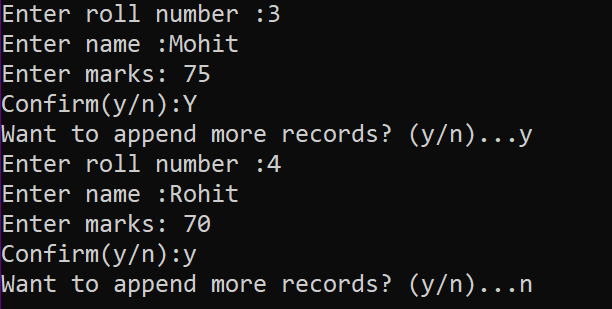 Enter roll number :3
Enter name :Mohit
Enter marks: 75
Confirm(y/n):Y
Want to append more records? (y/n)...y
Enter roll number :4
Enter name :Rohit
Enter marks: 70
Confirm(y/n):y
Want to append more records? (y/n)...n